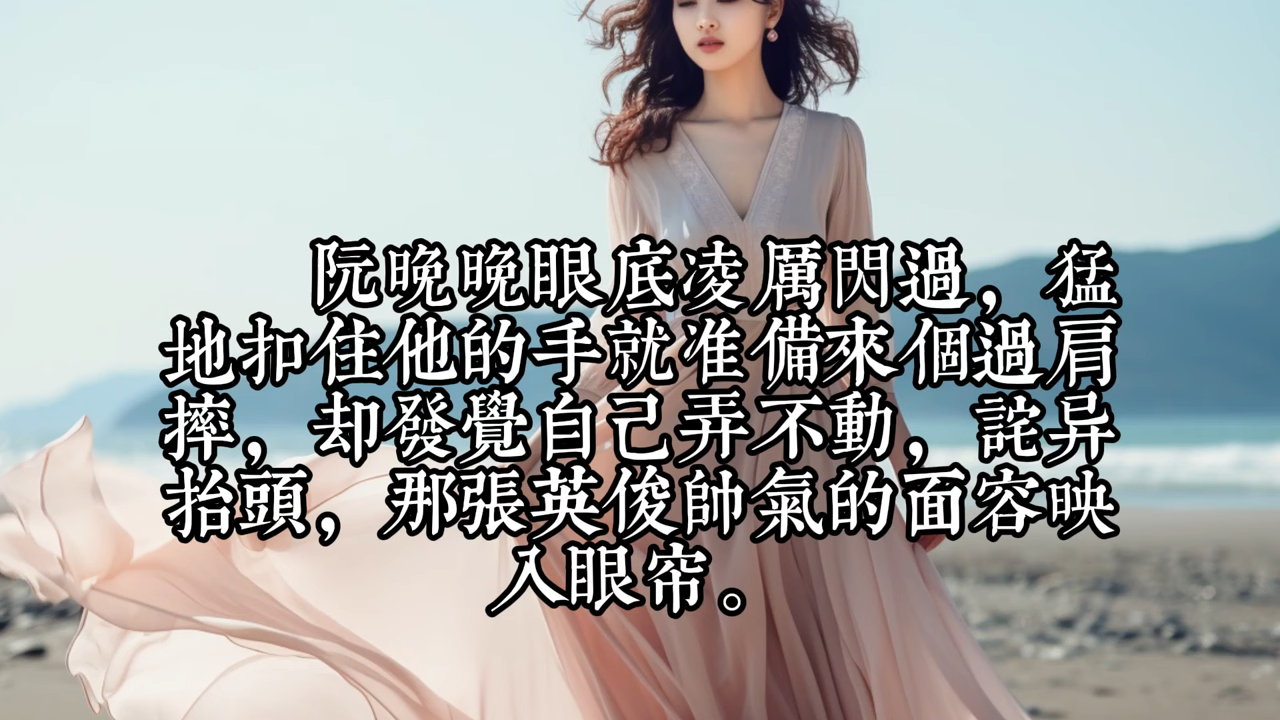 阮晚晚眼底凌厲閃過，猛
地扣住他的手就准備來個過肩
摔，却發覺自己弄不動，詫异
抬頭，那張英俊帥氣的面容映
入眼帘。